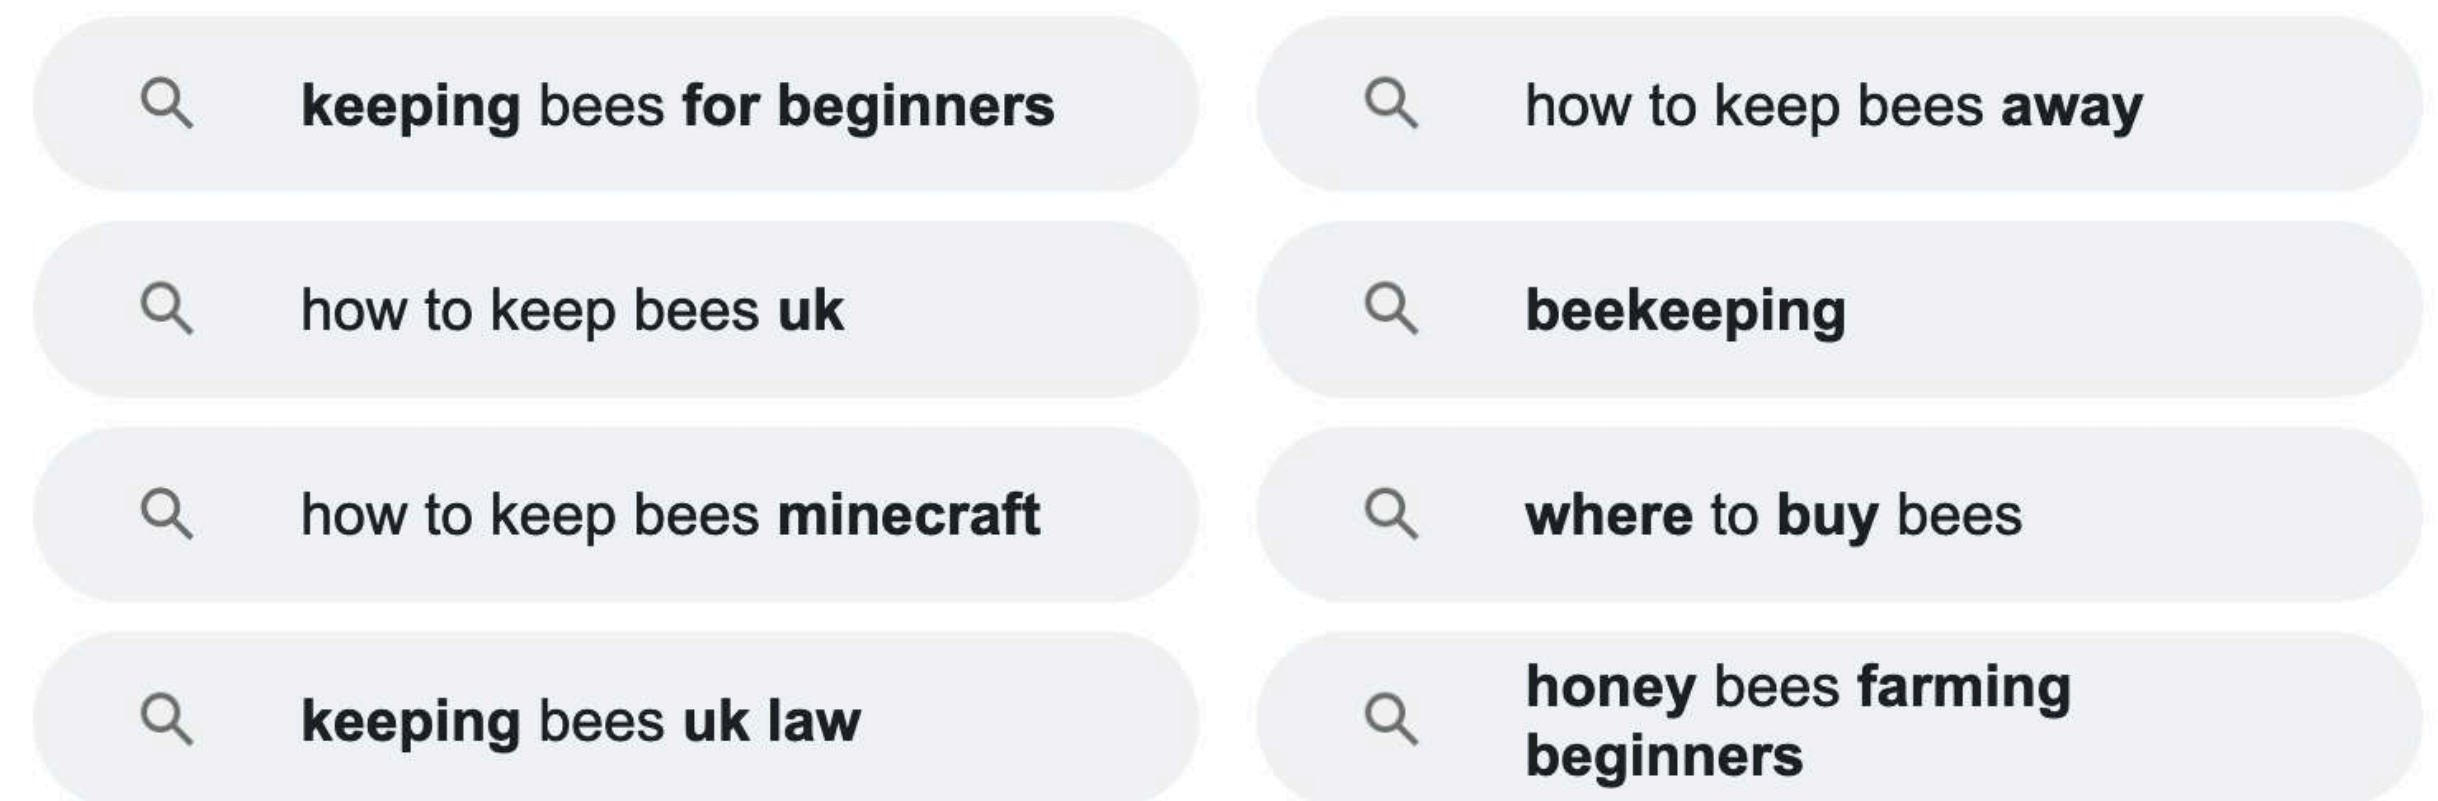 keeping bees for beginners
how to keep bees away
how to keep bees uk
beekeeping
how to keep bees minecraft
where to buy bees
keeping bees uk law
honey bees farming
beginners